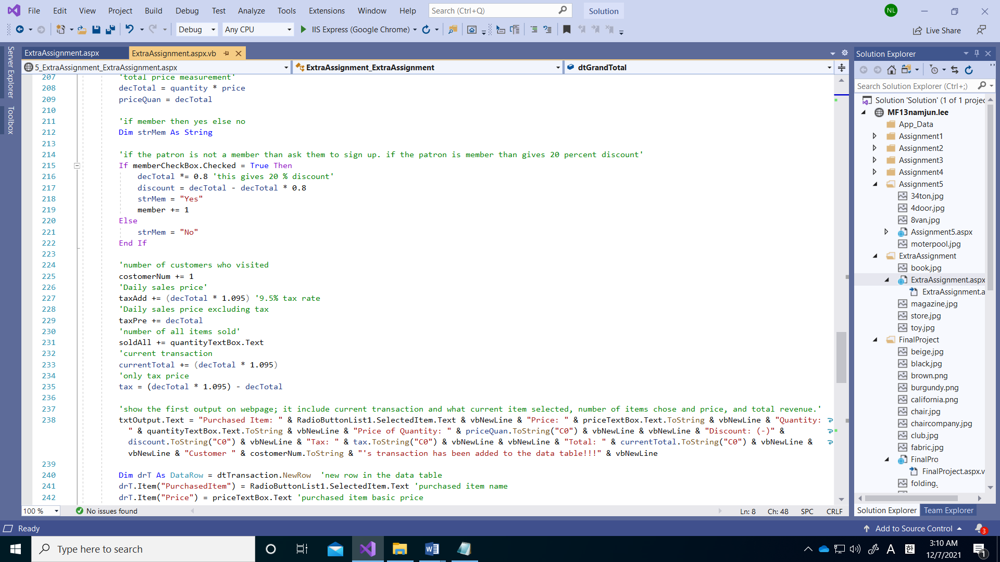 File Edit View Project Build Debug Test Analyze Tools Extensions Window Help Search (Ctrl+Q) Solution NL
Debug Any CPU IIS Express (Google Chrome) Live Share
Server Explorer
Toolbox
ExtraAssignment.aspx ExtraAssignment.aspx.vb
5_ExtraAssignment_ExtraAssignment.aspx ExtraAssignment_ExtraAssignment dtGrandTotal
207 'total price measurement'
208 decTotal = quantity * price
209 priceQuan = decTotal
210
211 'if member then yes else no
212 Dim strMem As String
213
214 'if the patron is not a member than ask them to sign up. if the patron is member than gives 20 percent discount'
215 If memberCheckBox.Checked = True Then
216 decTotal *= 0.8 'this gives 20 % discount'
217 discount = decTotal - decTotal * 0.8
218 strMem = "Yes"
219 member += 1
220 Else
221 strMem = "No"
222 End If
223
224 'number of customers who visited
225 costomerNum += 1
226 'Daily sales price'
227 taxAdd += (decTotal * 1.095) '9.5% tax rate
228 'Daily sales price excluding tax
229 taxPre += decTotal
230 'number of all items sold'
231 soldAll += quantityTextBox.Text
232 'current transaction
233 currentTotal += (decTotal * 1.095)
234 'only tax price
235 tax = (decTotal * 1.095) - decTotal
236
237 'show the first output on webpage; it include current transaction and what current item selected, number of items chose and price, and total revenue.'
238 txtOutput.Text = "Purchased Item: " & RadioButtonList1.SelectedItem.Text & vbNewLine & "Price: " & priceTextBox.Text.ToString & vbNewLine & "Quantity:
" & quantityTextBox.Text.ToString & vbNewLine & "Price of Quantity: " & priceQuan.ToString("C0") & vbNewLine & vbNewLine & "Discount: (-)" &
discount.ToString("C0") & vbNewLine & "Tax: " & tax.ToString("C0") & vbNewLine & vbNewLine & "Total: " & currentTotal.ToString("C0") & vbNewLine &
vbNewLine & "Customer " & costomerNum.ToString & "'s transaction has been added to the data table!!!" & vbNewLine
239
240 Dim drT As DataRow = dtTransaction.NewRow 'new row in the data table
241 drT.Item("PurchasedItem") = RadioButtonList1.SelectedItem.Text 'purchased item name
242 drT.Item("Price") = priceTextBox.Text 'purchased item basic price
100 % No issues found Ln: 8 Ch: 48 SPC CRLF
Solution Explorer
Search Solution Explorer (Ctrl+;)
Solution 'Solution' (1 of 1 projec
MF13namjun.lee
App_Data
Assignment1
Assignment2
Assignment3
Assignment4
Assignment5
34ton.jpg
4door.jpg
8van.jpg
Assignment5.aspx
moterpool.jpg
ExtraAssignment
book.jpg
ExtraAssignment.aspx
ExtraAssignment.a
magazine.jpg
store.jpg
toy.jpg
FinalProject
beige.jpg
black.jpg
brown.png
burgundy.png
california.png
chair.jpg
chaircompany.jpg
club.jpg
fabric.jpg
FinalPro
FinalProject.aspx.v
folding.
Solution Explorer Team Explorer
Ready Add to Source Control 3
Type here to search A 한 3:10 AM
12/7/2021 1